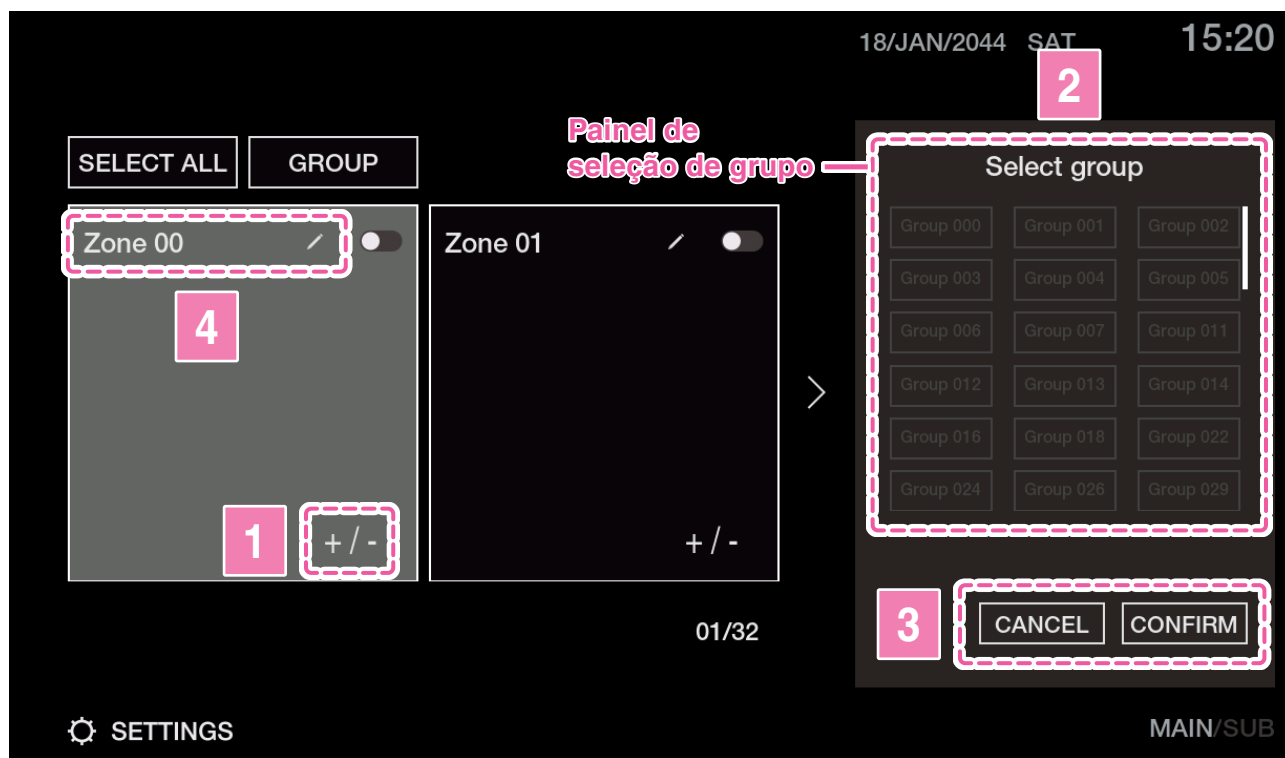 18/JAN/2044 SAT 15:20
2
Painel de
seleção de grupo
SELECT ALL GROUP
Select group
Zone 00
Zone 01
Group 000 Group 001 Group 002
Group 003 Group 004 Group 005
4
Group 006 Group 007 Group 011
Group 012 Group 013 Group 014
Group 016 Group 018 Group 022
Group 024 Group 026 Group 029
1
+ / -
+ / -
01/32
3
CANCEL CONFIRM
SETTINGS
MAIN/SUB